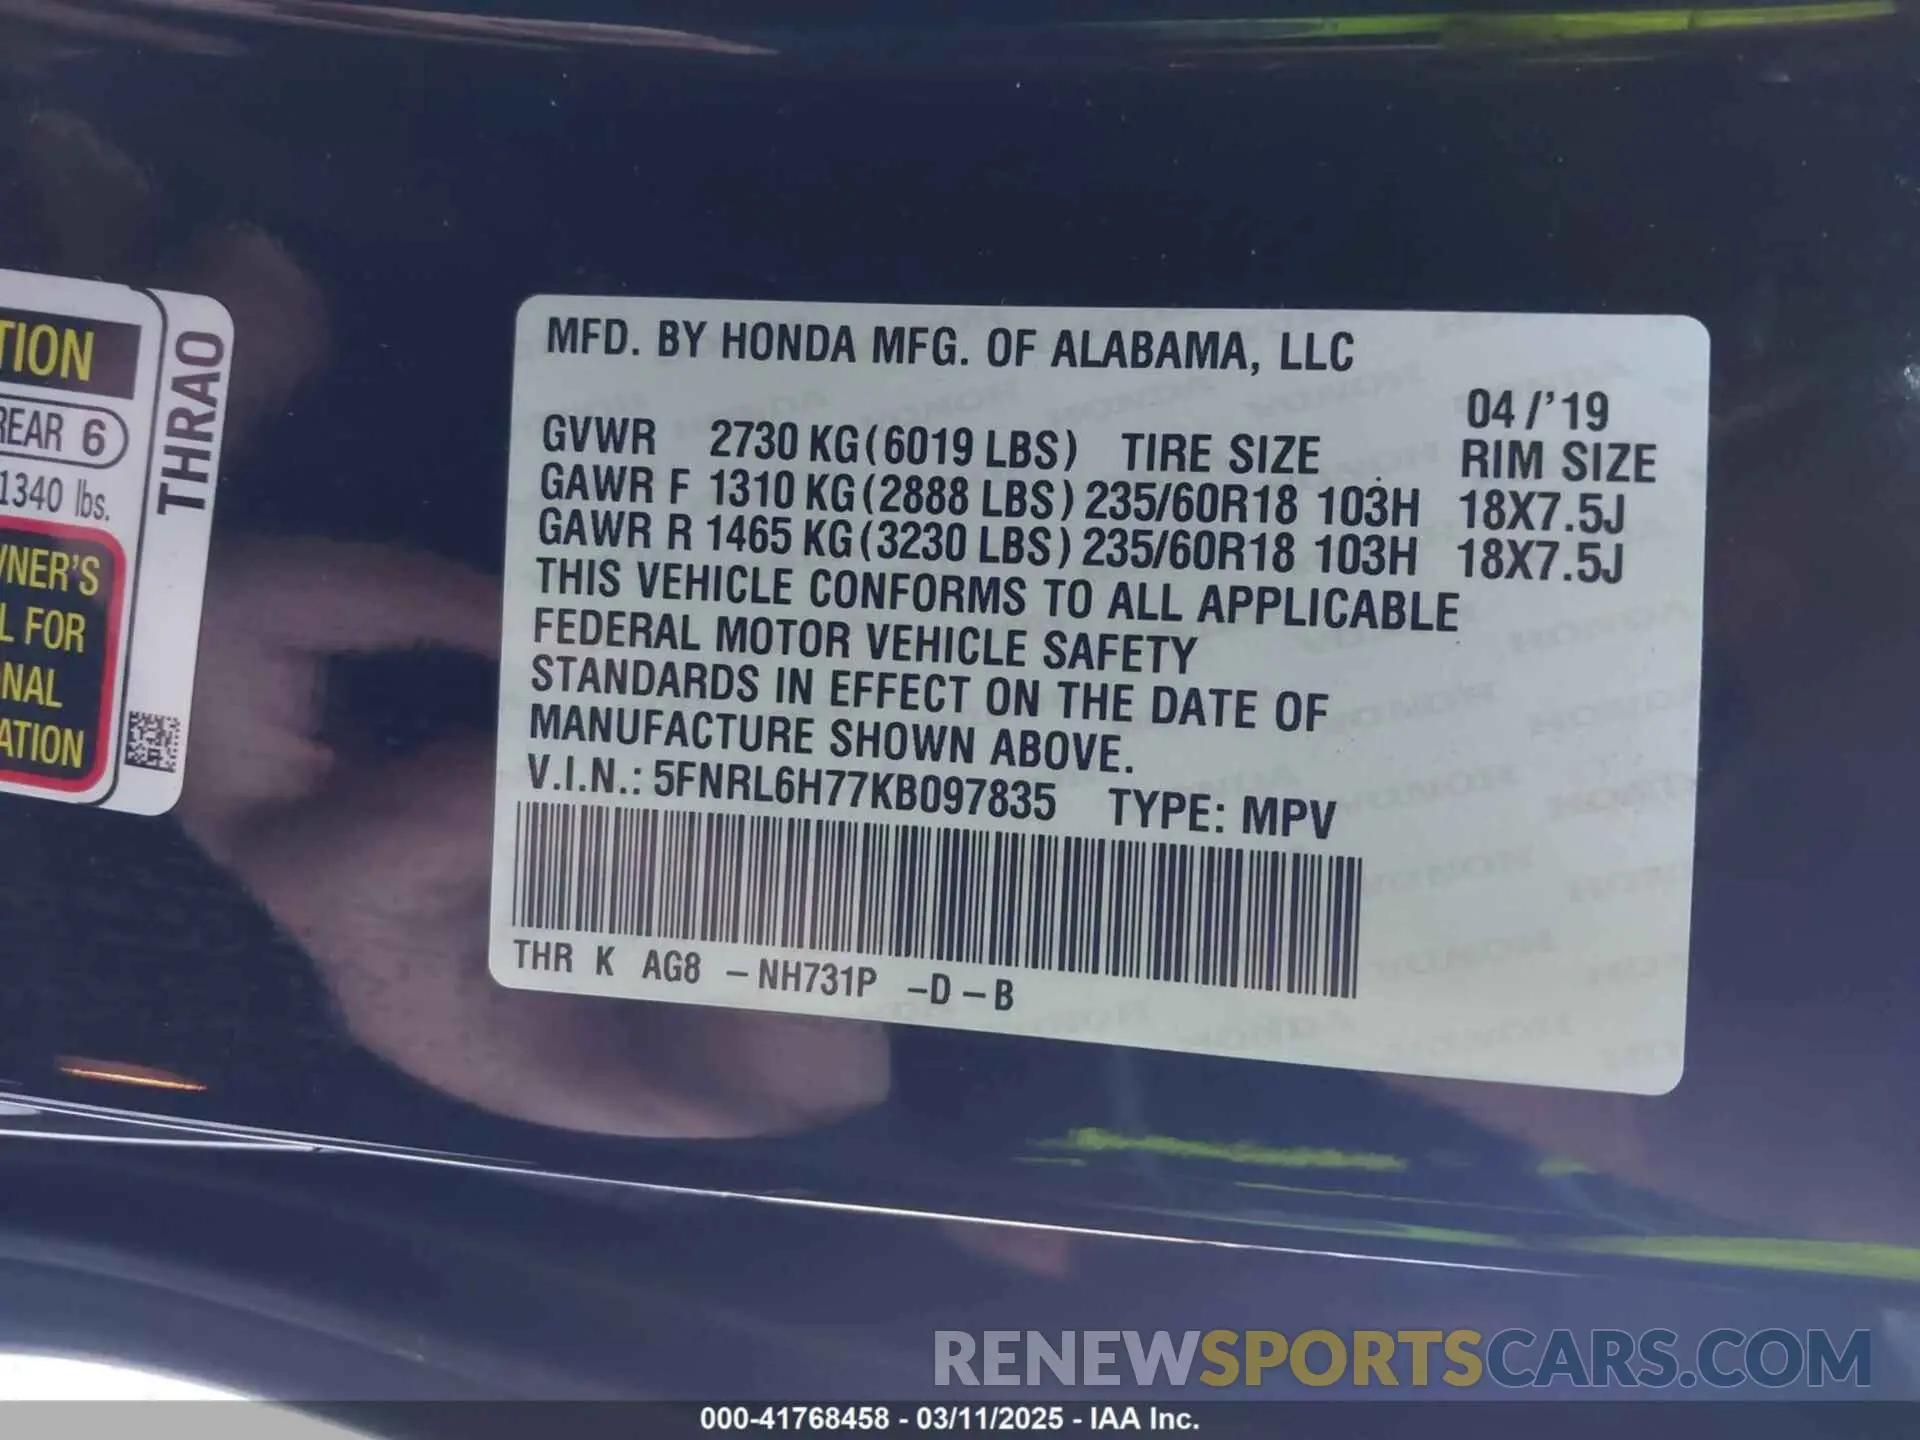 TION
REAR 6
1340 lbs.
WNER'S
L FOR
NAL
ATION
THRAO
MFD. BY HONDA MFG. OF ALABAMA, LLC
04 /'19
GVWR 2730 KG (6019 LBS) TIRE SIZE RIM SIZE
GAWR F 1310 KG (2888 LBS) 235/60R18 103H 18X7.5J
GAWR R 1465 KG (3230 LBS) 235/60R18 103H 18X7.5J
THIS VEHICLE CONFORMS TO ALL APPLICABLE
FEDERAL MOTOR VEHICLE SAFETY
STANDARDS IN EFFECT ON THE DATE OF
MANUFACTURE SHOWN ABOVE.
V.I.N.: 5FNRL6H77KB097835 TYPE: MPV
THR K AG8 – NH731P –D – B
RENEWSPORTSCARS.COM
000-41768458 - 03/11/2025 - IAA Inc.